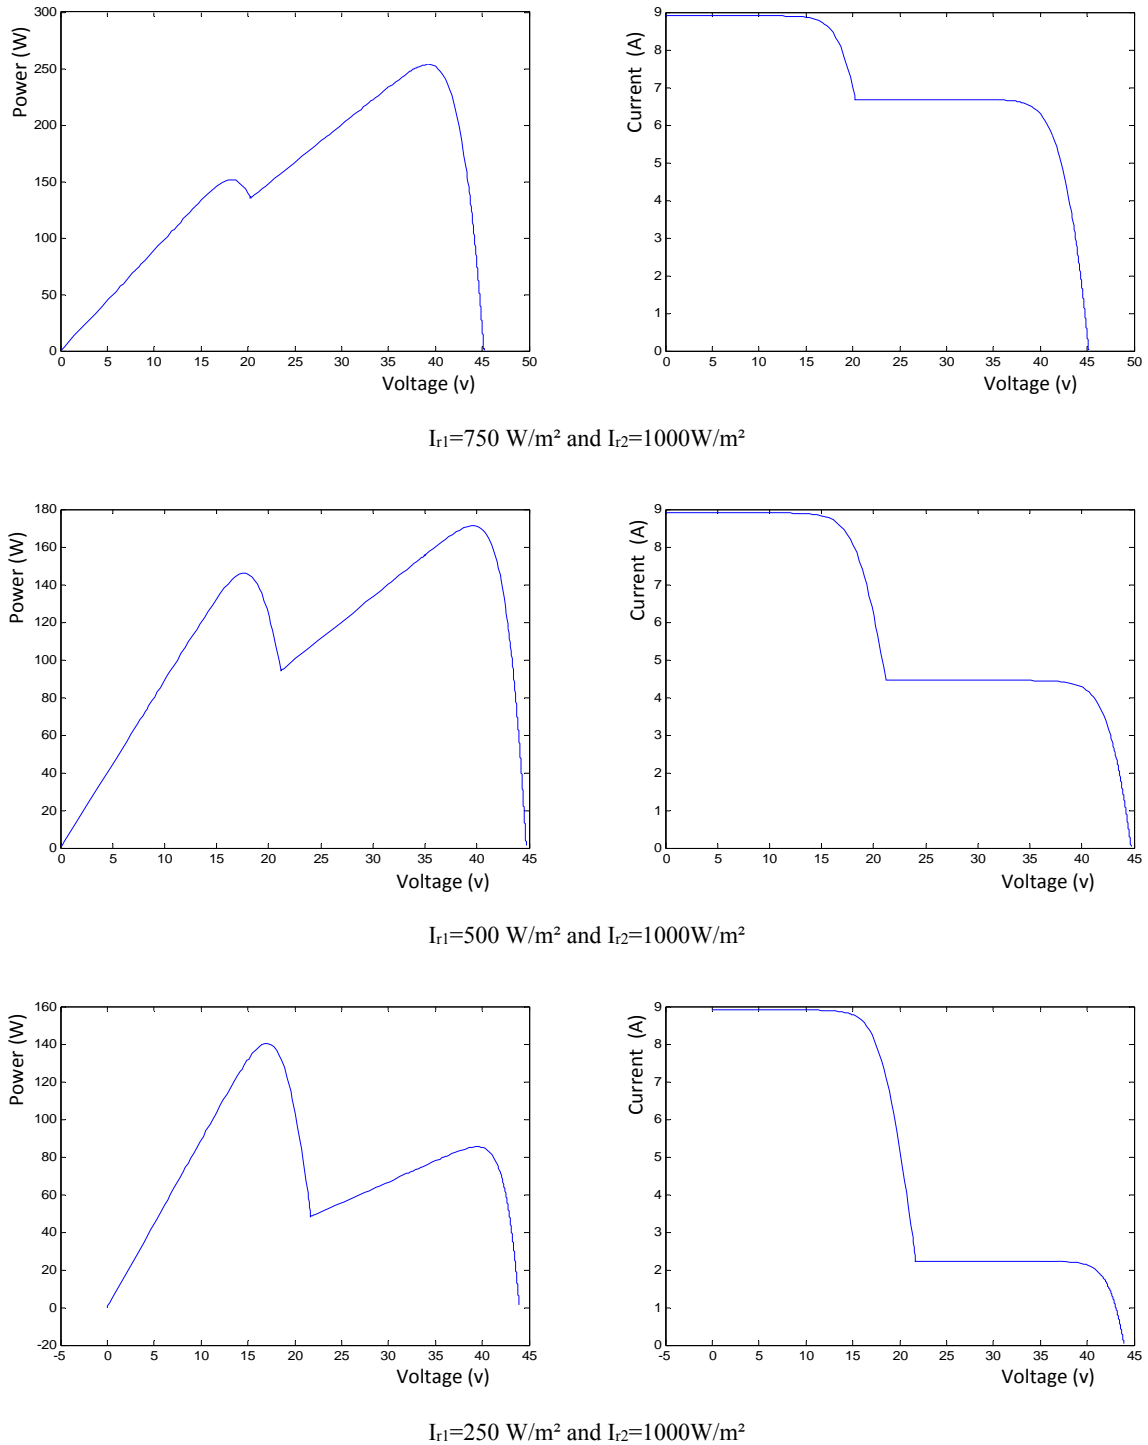 Power (W)
300
250
200
150
100
50
0
0 5 10 15 20 25 30 35 40 45 50
Voltage (v)
Current (A)
9
8
7
6
5
4
3
2
1
0
0 5 10 15 20 25 30 35 40 45 50
Voltage (v)
Ir1=750 W/m² and Ir2=1000W/m²
Power (W)
180
160
140
120
100
80
60
40
20
0
0 5 10 15 20 25 30 35 40 45
Voltage (v)
Current (A)
9
8
7
6
5
4
3
2
1
0
0 5 10 15 20 25 30 35 40 45
Voltage (v)
Ir1=500 W/m² and Ir2=1000W/m²
Power (W)
160
140
120
100
80
60
40
20
0
-20
-5 0 5 10 15 20 25 30 35 40 45
Voltage (v)
Current (A)
9
8
7
6
5
4
3
2
1
0
-5 0 5 10 15 20 25 30 35 40 45
Voltage (v)
Ir1=250 W/m² and Ir2=1000W/m²